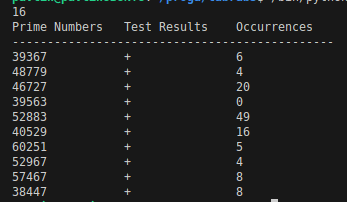 16
Prime Numbers Test Results Occurrences
------------------------------------------------
39367 + 6
48779 + 4
46727 + 20
39563 + 0
52883 + 49
40529 + 16
60251 + 5
52967 + 4
57467 + 8
38447 + 8